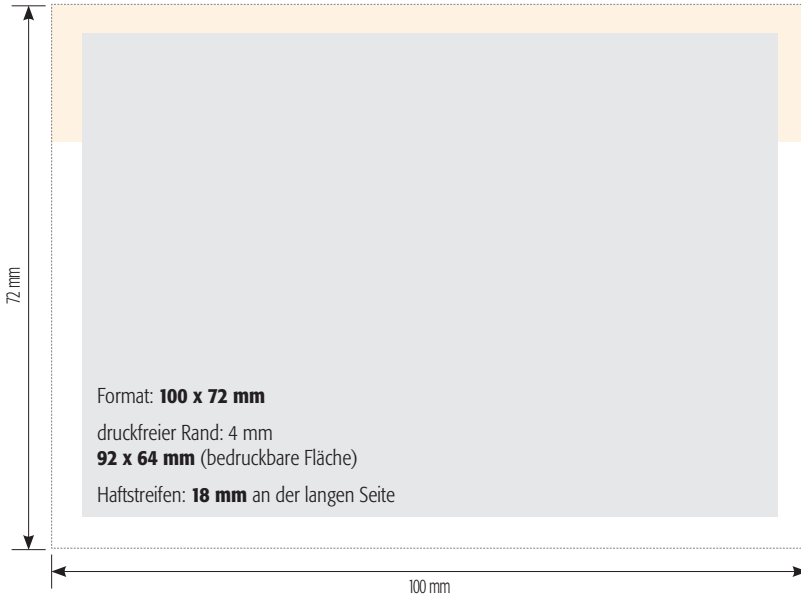 72 mm
Format: 100 x 72 mm
druckfreier Rand: 4 mm
92 x 64 mm (bedruckbare Fläche)
Haftstreifen: 18 mm an der langen Seite
100 mm